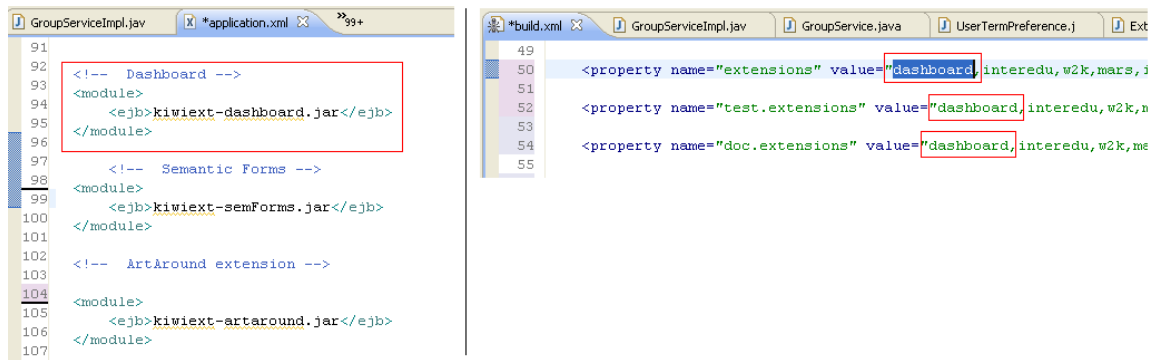 GroupServiceImpl.jav *application.xml »99+
91
92
93 <!-- Dashboard -->
94 <module>
95 <ejb>kiwiext-dashboard.jar</ejb>
96 </module>
97
98 <!-- Semantic Forms -->
99 <module>
100 <ejb>kiwiext-semForms.jar</ejb>
101 </module>
102
103 <!-- ArtAround extension -->
104
105 <module>
106 <ejb>kiwiext-artaround.jar</ejb>
107 </module>
*build.xml GroupServiceImpl.jav GroupService.java UserTermPreference.j Ext
49
50 <property name="extensions" value="dashboard,interedu,w2k,mars,i
51
52 <property name="test.extensions" value="dashboard,interedu,w2k,m
53
54 <property name="doc.extensions" value="dashboard,interedu,w2k,ma
55